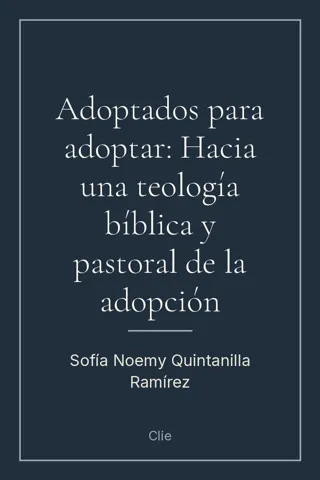 Adoptados para
adoptar: Hacia
una teología
bíblica y
pastoral de la
adopción
Sofía Noemy Quintanilla
Ramírez
Clie